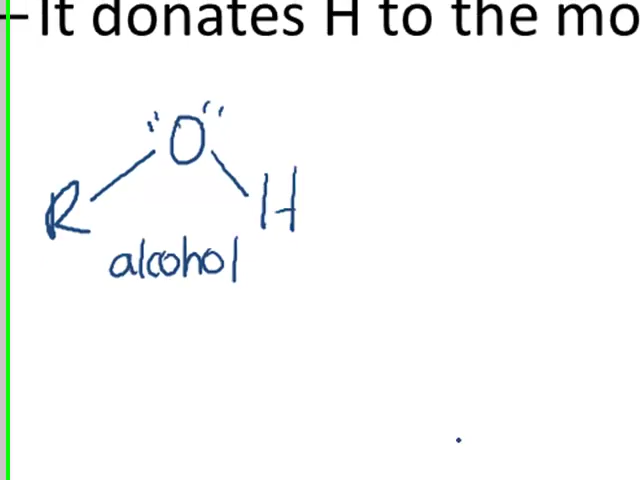 – It donates H to the mo
O
R H
alcohol